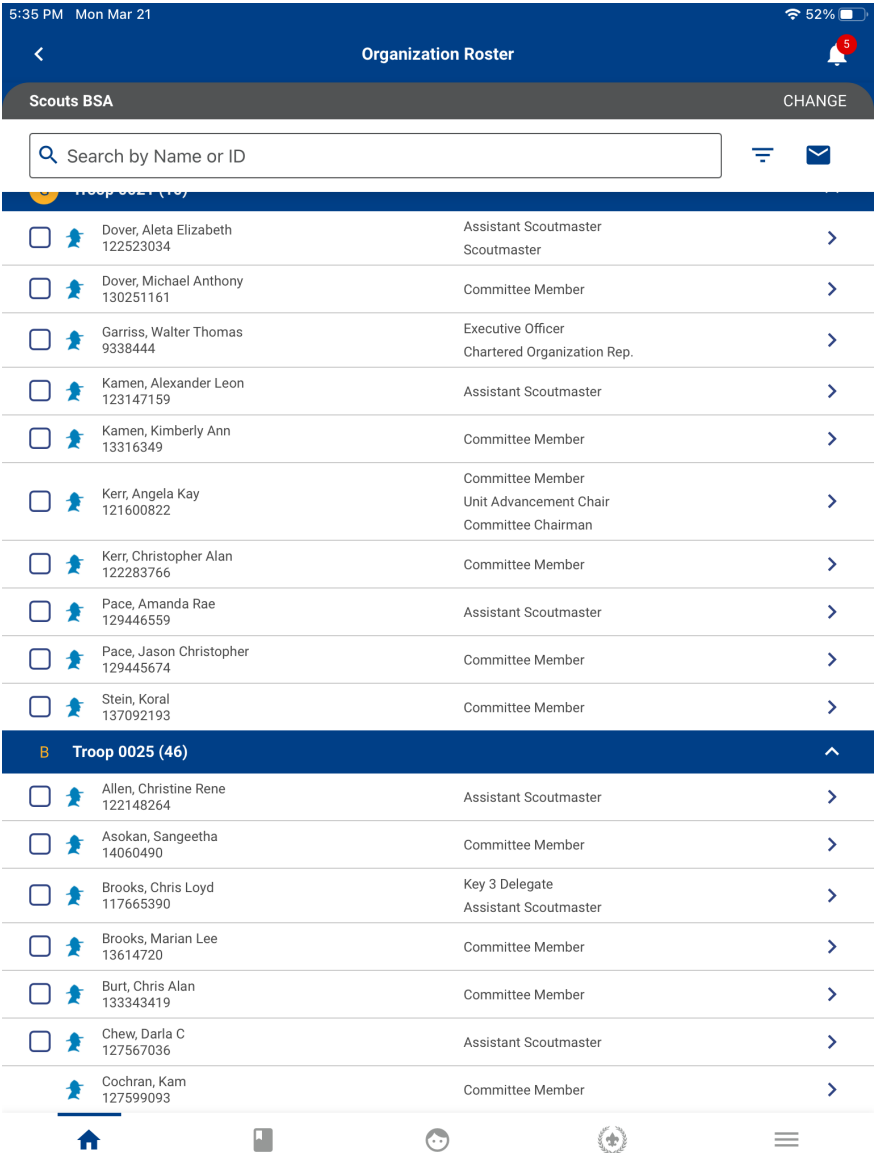 5:35 PM Mon Mar 21
52%
Organization Roster
5
Scouts BSA
CHANGE
Search by Name or ID
Dover, Aleta Elizabeth
122523034
Assistant Scoutmaster
Scoutmaster
Dover, Michael Anthony
130251161
Committee Member
Garriss, Walter Thomas
9338444
Executive Officer
Chartered Organization Rep.
Kamen, Alexander Leon
123147159
Assistant Scoutmaster
Kamen, Kimberly Ann
13316349
Committee Member
Kerr, Angela Kay
121600822
Committee Member
Unit Advancement Chair
Committee Chairman
Kerr, Christopher Alan
122283766
Committee Member
Pace, Amanda Rae
129446559
Assistant Scoutmaster
Pace, Jason Christopher
129445674
Committee Member
Stein, Koral
137092193
Committee Member
B Troop 0025 (46)
Allen, Christine Rene
122148264
Assistant Scoutmaster
Asokan, Sangeetha
14060490
Committee Member
Brooks, Chris Loyd
117665390
Key 3 Delegate
Assistant Scoutmaster
Brooks, Marian Lee
13614720
Committee Member
Burt, Chris Alan
133343419
Committee Member
Chew, Darla C
127567036
Assistant Scoutmaster
Cochran, Kam
127599093
Committee Member